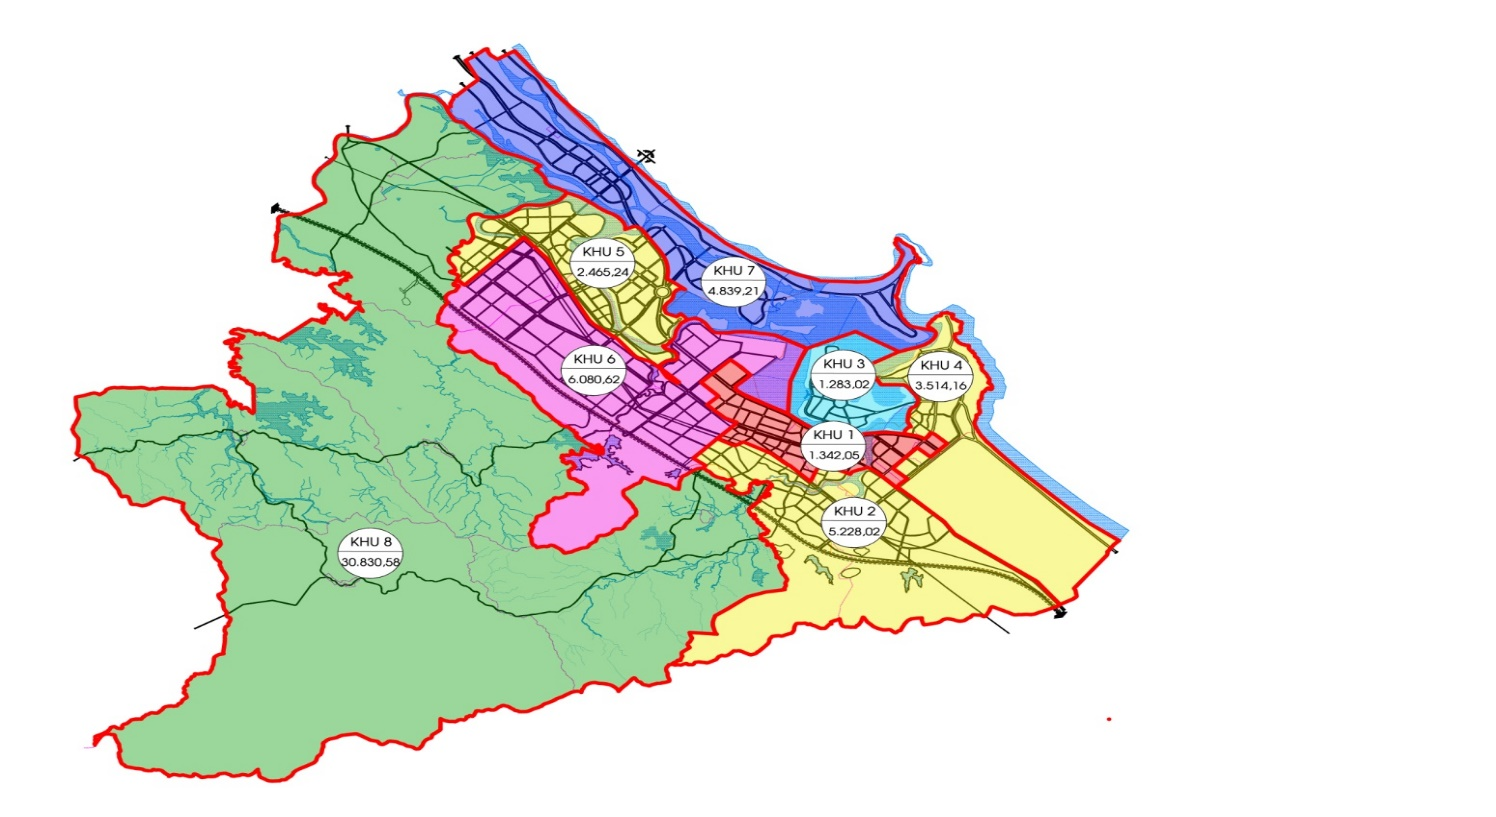 KHU 5
2.465,24
KHU 7
4.839,21
KHU 6
6.080,62
KHU 3
1.283,02
KHU 4
3.514,16
KHU 1
1.342,05
KHU 2
5.228,02
KHU 8
30.830,58